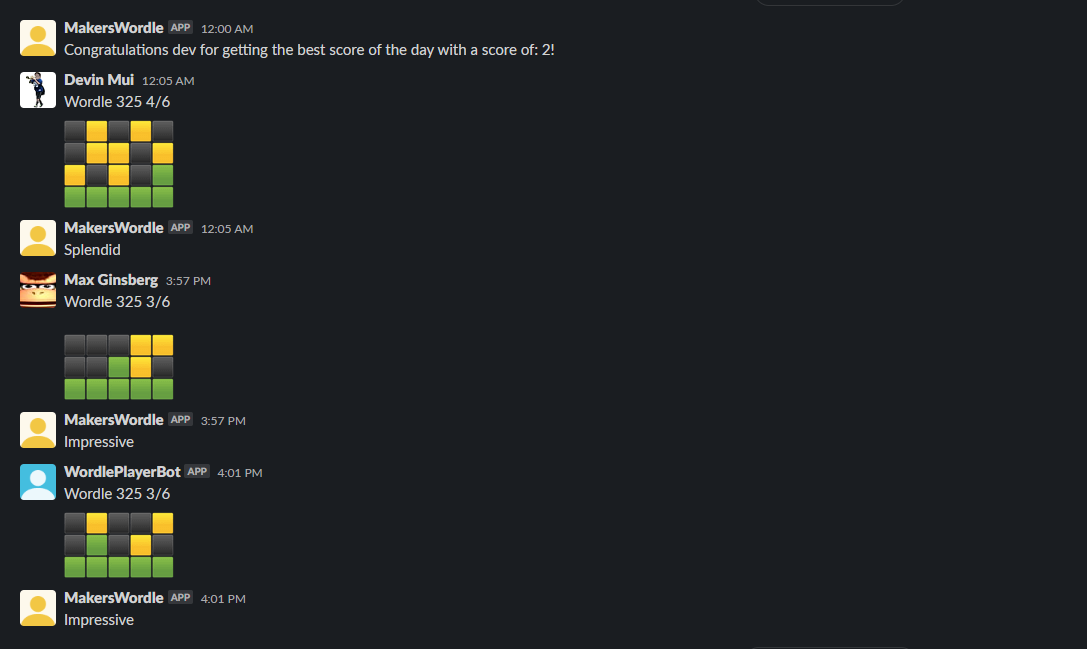 MakersWordle APP 12:00 AM
Congratulations dev for getting the best score of the day with a score of: 2!
Devin Mui 12:05 AM
Wordle 325 4/6
MakersWordle APP 12:05 AM
Splendid
Max Ginsberg 3:57 PM
Wordle 325 3/6
MakersWordle APP 3:57 PM
Impressive
WordlePlayerBot APP 4:01 PM
Wordle 325 3/6
MakersWordle APP 4:01 PM
Impressive